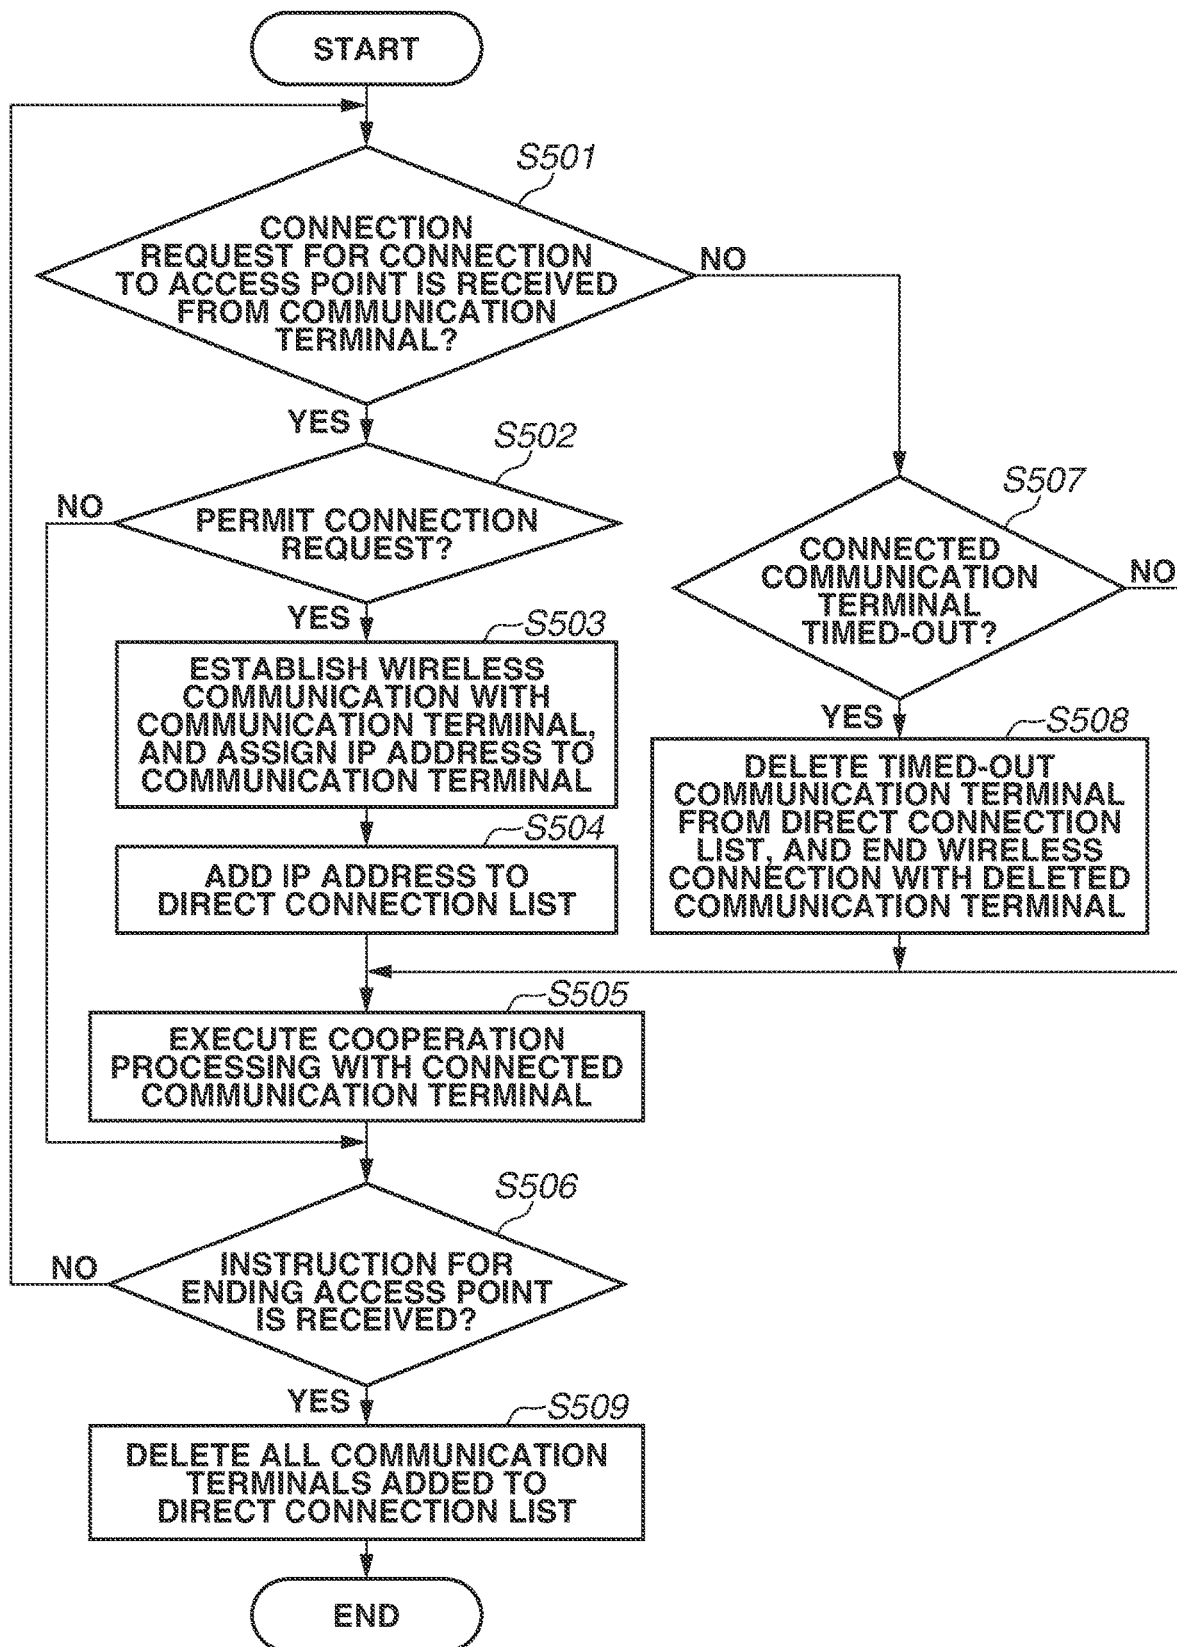 START
S501
CONNECTION
REQUEST FOR CONNECTION
TO ACCESS POINT IS RECEIVED
FROM COMMUNICATION
TERMINAL?
NO
YES
S502
NO
PERMIT CONNECTION
REQUEST?
YES
S507
CONNECTED
COMMUNICATION
TERMINAL
TIMED-OUT?
NO
YES
S503
ESTABLISH WIRELESS
COMMUNICATION WITH
COMMUNICATION TERMINAL,
AND ASSIGN IP ADDRESS TO
COMMUNICATION TERMINAL
S508
DELETE TIMED-OUT
COMMUNICATION TERMINAL
FROM DIRECT CONNECTION
LIST, AND END WIRELESS
CONNECTION WITH DELETED
COMMUNICATION TERMINAL
S504
ADD IP ADDRESS TO
DIRECT CONNECTION LIST
S505
EXECUTE COOPERATION
PROCESSING WITH CONNECTED
COMMUNICATION TERMINAL
S506
NO
INSTRUCTION FOR
ENDING ACCESS POINT
IS RECEIVED?
YES
S509
DELETE ALL COMMUNICATION
TERMINALS ADDED TO
DIRECT CONNECTION LIST
END